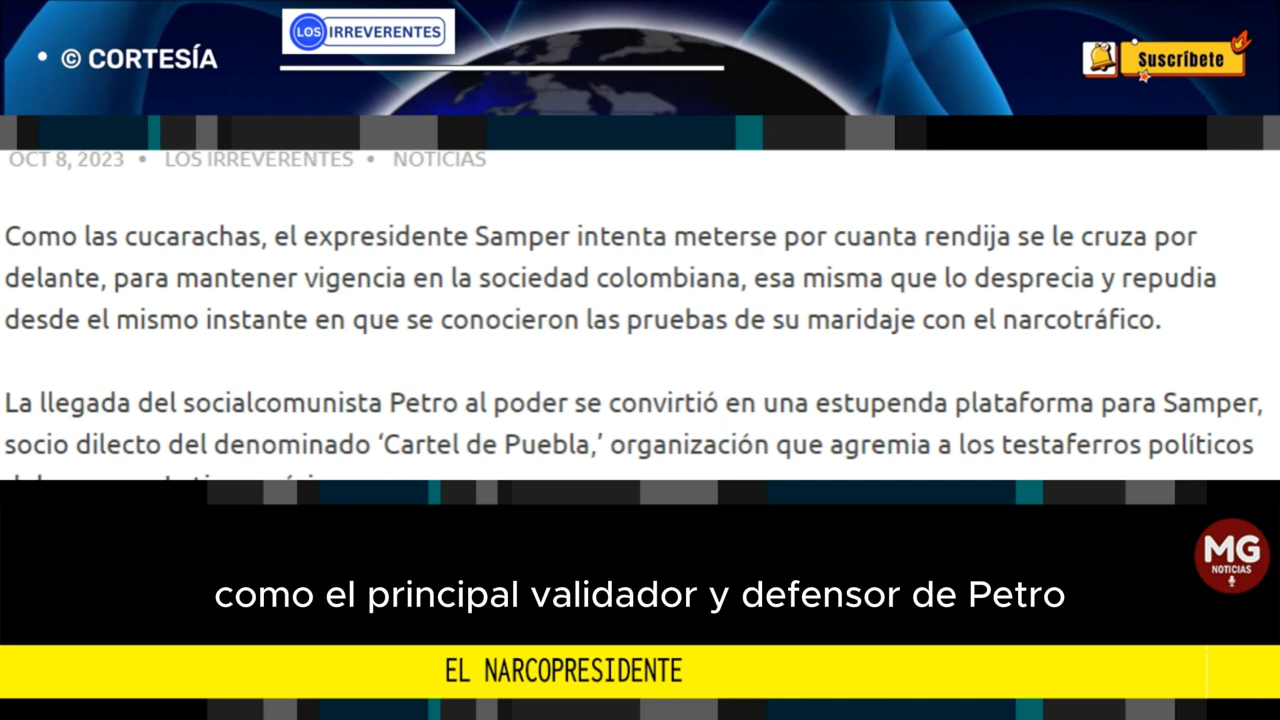 • © CORTESÍA
LOS IRREVERENTES
Suscríbete
OCT 8, 2023 • LOS IRREVERENTES • NOTICIAS
Como las cucarachas, el expresidente Samper intenta meterse por cuanta rendija se le cruza por
delante, para mantener vigencia en la sociedad colombiana, esa misma que lo desprecia y repudia
desde el mismo instante en que se conocieron las pruebas de su maridaje con el narcotráfico.
La llegada del socialcomunista Petro al poder se convirtió en una estupenda plataforma para Samper,
socio dilecto del denominado ‘Cartel de Puebla,’ organización que agremia a los testaferros políticos
MG
NOTICIAS
como el principal validador y defensor de Petro
EL NARCOPRESIDENTE